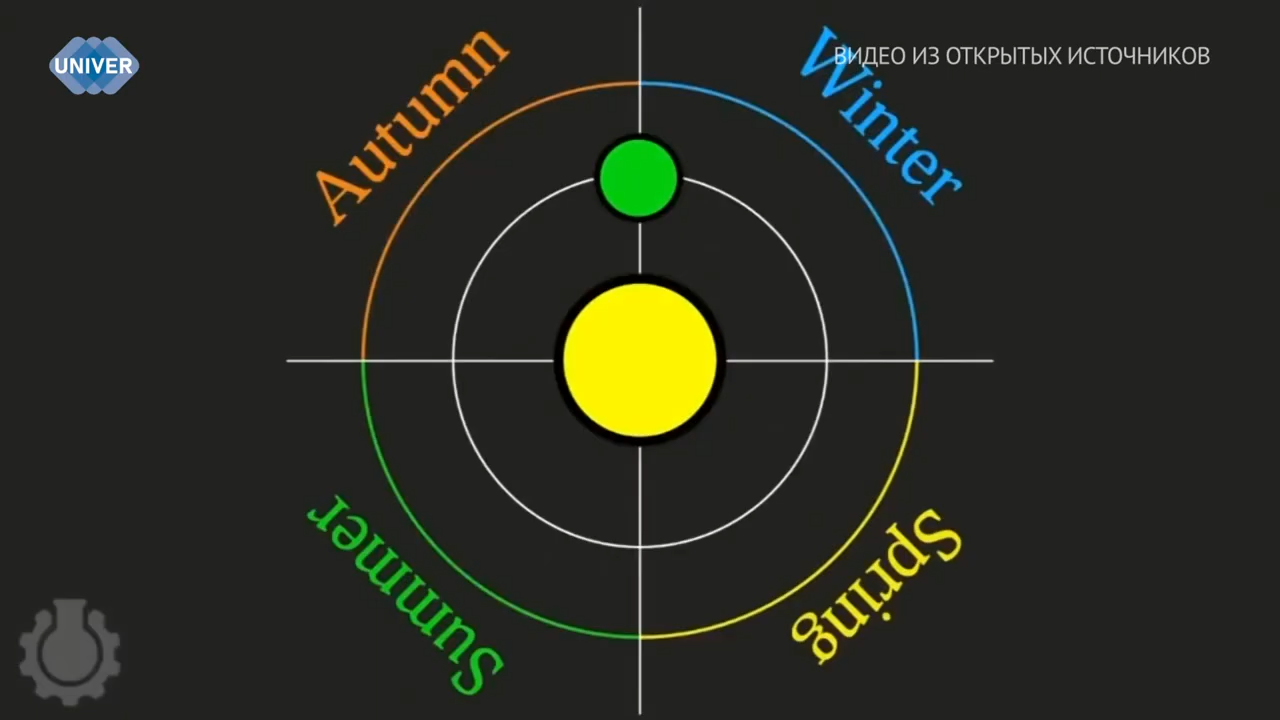 UNIVER
ВИДЕО ИЗ ОТКРЫТЫХ ИСТОЧНИКОВ
Autumn
Winter
Summer
Spring